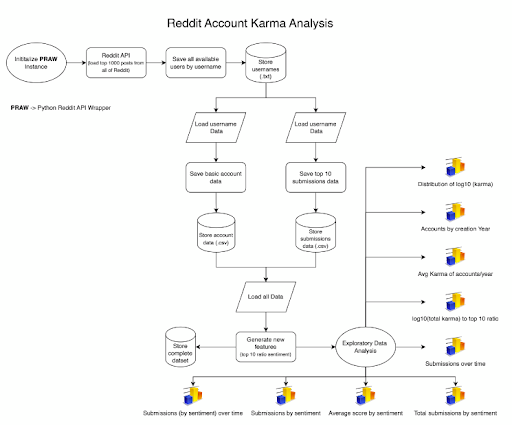 Reddit Account Karma Analysis
Inititalize PRAW
Instance
Reddit API
(load top 1000 posts from
all of Reddit)
Save all available
users by username
Store
usernames
(.txt)
PRAW -> Python Reddit API Wrapper
Load username
Data
Load username
Data
Save basic account
data
Save top 10
submissions data
Distribution of log10 (karma)
Store account
data (.csv)
Store
submissions
data (.csv)
Accounts by creation Year
Avg Karma of accounts/year
Load all Data
log10(total karma) to top 10 ratio
Store
complete
datset
Generate new
features
(top 10 ratio sentiment)
Exploratory Data
Analysis
Submissions over time
Submissions (by sentiment) over time
Submissions by sentiment
Average score by sentiment
Total submissions by sentiment